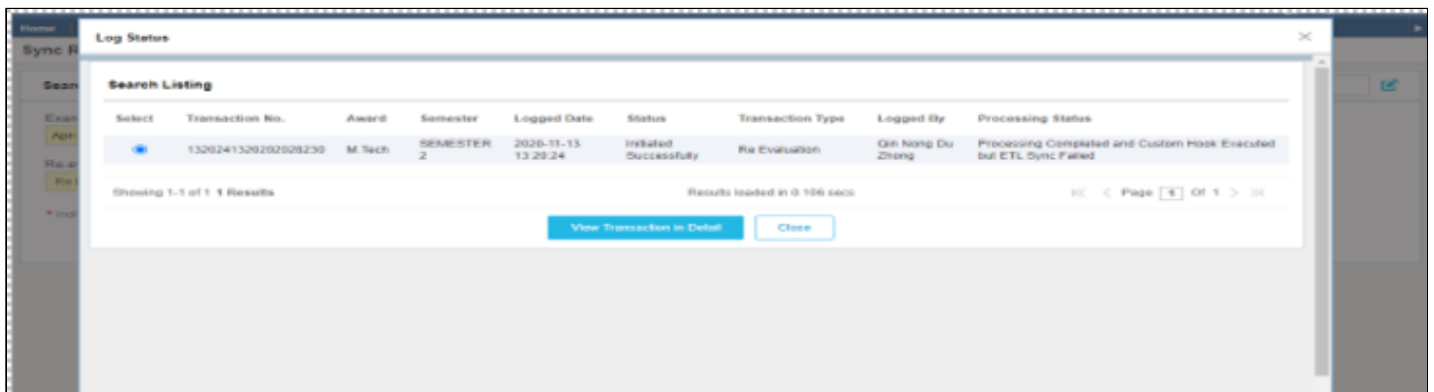 Home
Log Status
Sync R
Search Listing
Sear
Select Transaction No. Award Semester Logged Date Status Transaction Type Logged By Processing Status
M.Tech SEMESTER 2 2020-11-13 13:20:24 Initiated Successfully Re Evaluation Qin Nong Du Zhong Processing Completed and Custom Hook Executed but ETL Sync Failed
Showing 1-1 of 1 1 Results Results loaded in 0.106 secs Page 1 Of 1
View Transaction in Detail Close